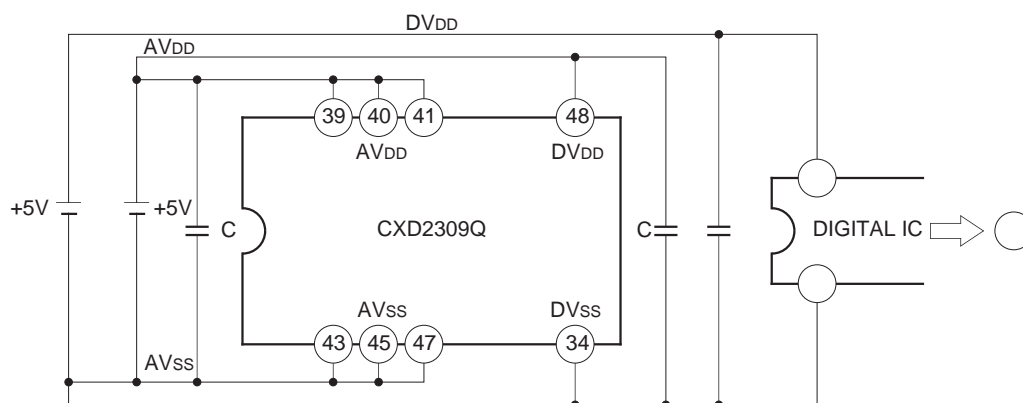 DVDD
AVDD
39 40 41 48
AVDD DVDD
+5V +5V C CXD2309Q C DIGITAL IC
AVSS DVSS
43 45 47 34
AVSS